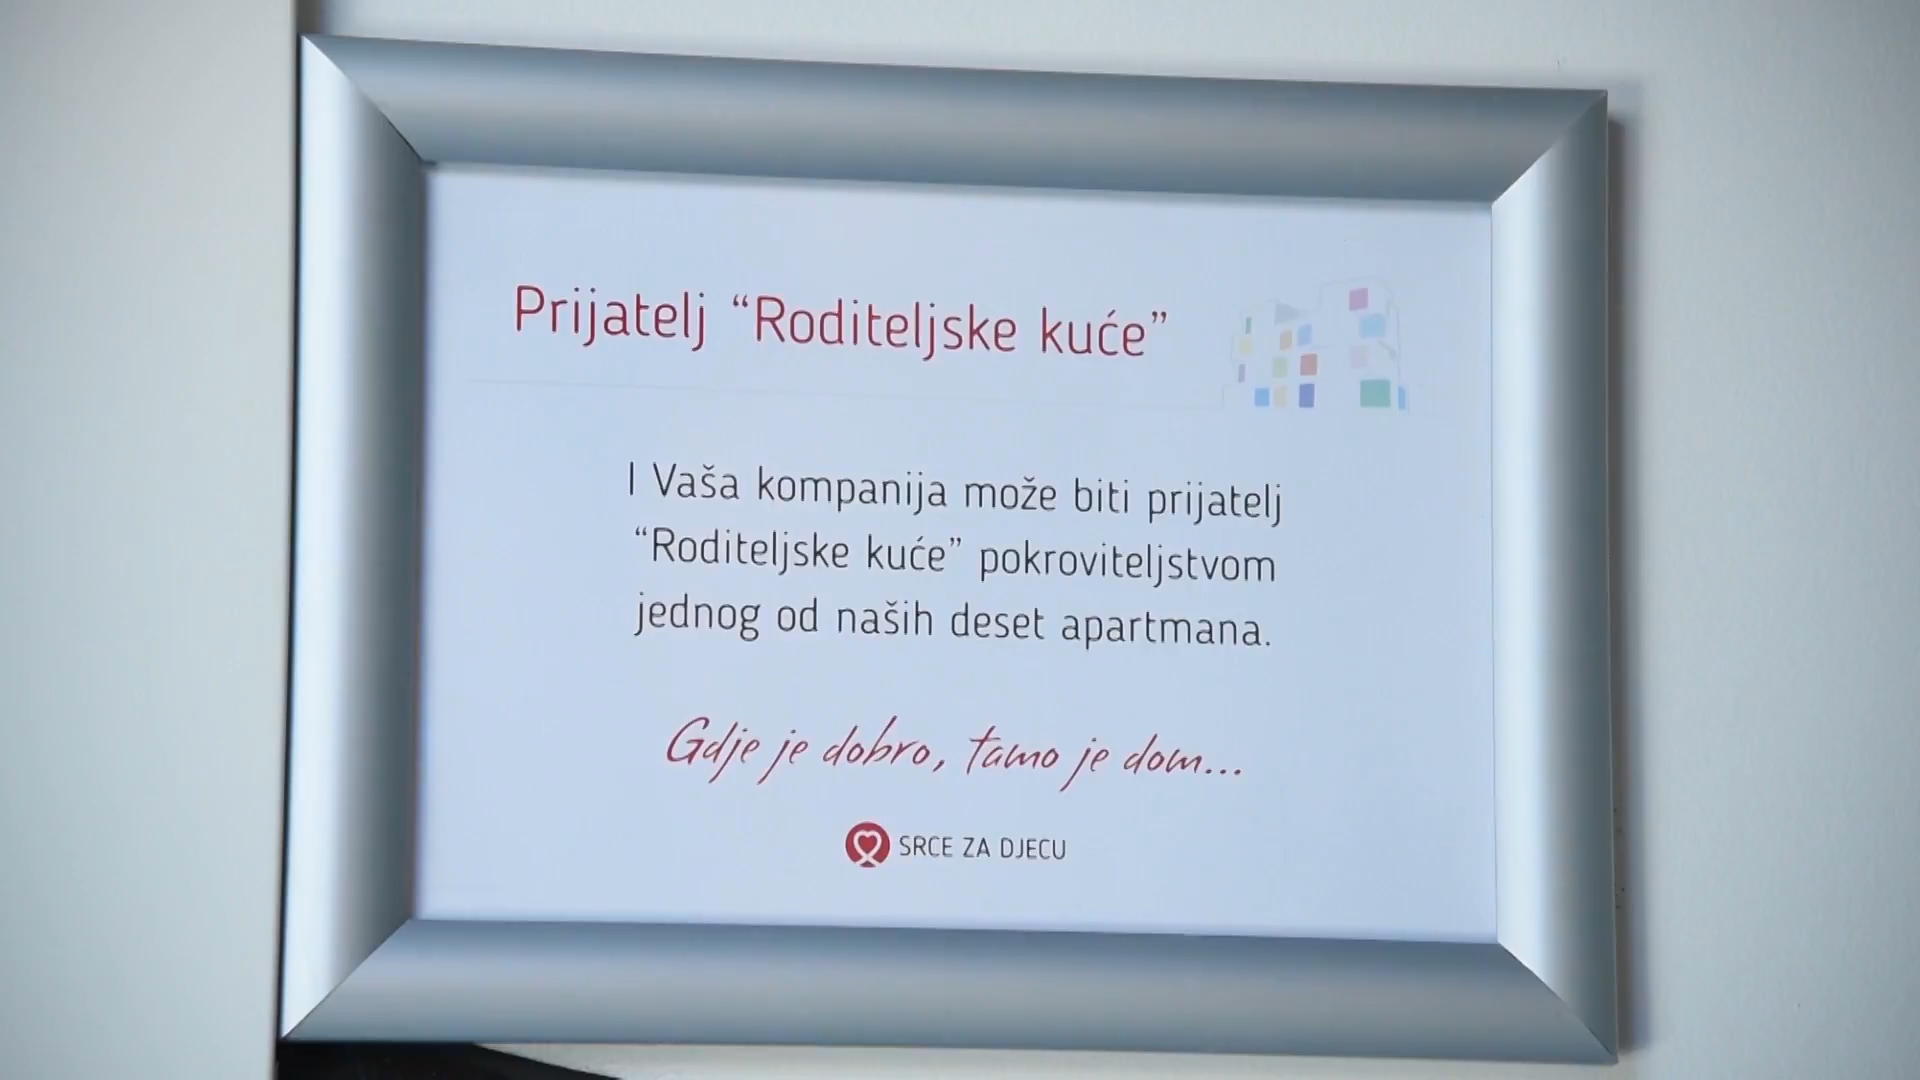 Prijatelj “Roditeljske kuće”
I Vaša kompanija može biti prijatelj
“Roditeljske kuće” pokroviteljstvom
jednog od naših deset apartmana.
Gdje je dobro, tamo je dom...
SRCE ZA DJECU